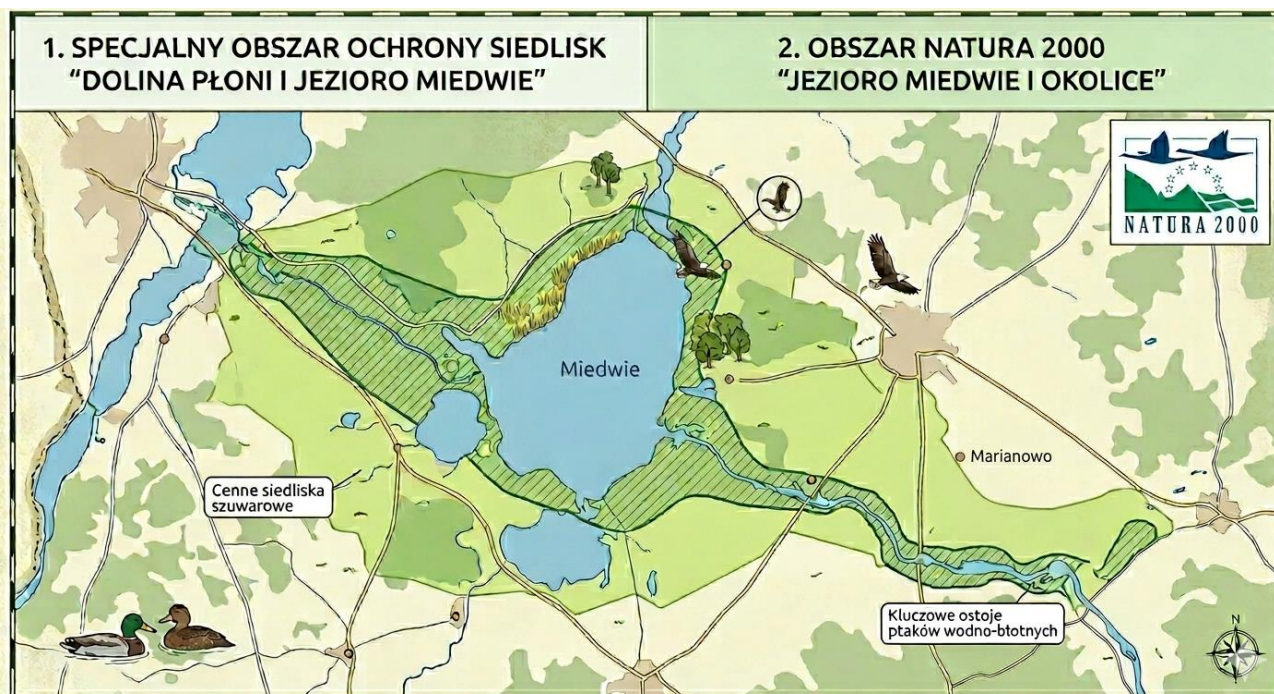 1. SPECJALNY OBSZAR OCHRONY SIEDLISK
"DOLINA PŁONI I JEZIORO MIEDWIE"
2. OBSZAR NATURA 2000
"JEZIORO MIEDWIE I OKOLICE"
NATURA 2000
Miedwie
Marianowo
Cenne siedliska
szuwarowe
Kluczowe ostoje
ptaków wodno-błotnych
N